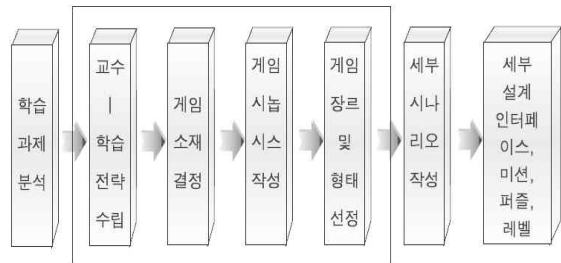 학습
과제
분석
교수
|
학습
전략
수립
게임
소재
결정
게임
시놉
시스
작성
게임
장르
및
형태
선정
세부
시나
리오
작성
세부
설계
인터페
이스,
미션,
퍼즐,
레벨